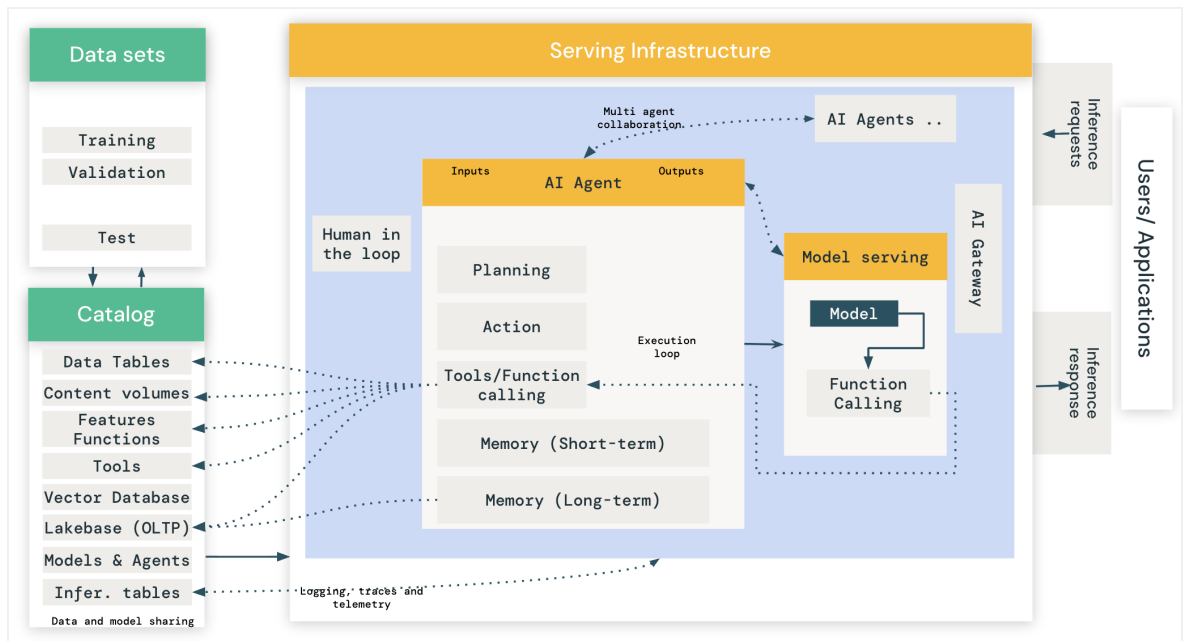 Data sets
Training
Validation
Test
Catalog
Data Tables
Content volumes
Features
Functions
Tools
Vector Database
Lakebase (OLTP)
Models & Agents
Infer. tables
Data and model sharing
Serving Infrastructure
Multi agent
collaboration
AI Agents ..
Inputs
AI Agent
Outputs
Human in
the loop
Planning
Action
Tools/Function
calling
Memory (Short-term)
Memory (Long-term)
Execution
loop
Model serving
Model
Function
Calling
AI Gateway
Logging, traces and
telemetry
Inference
requests
Inference
response
Users/ Applications